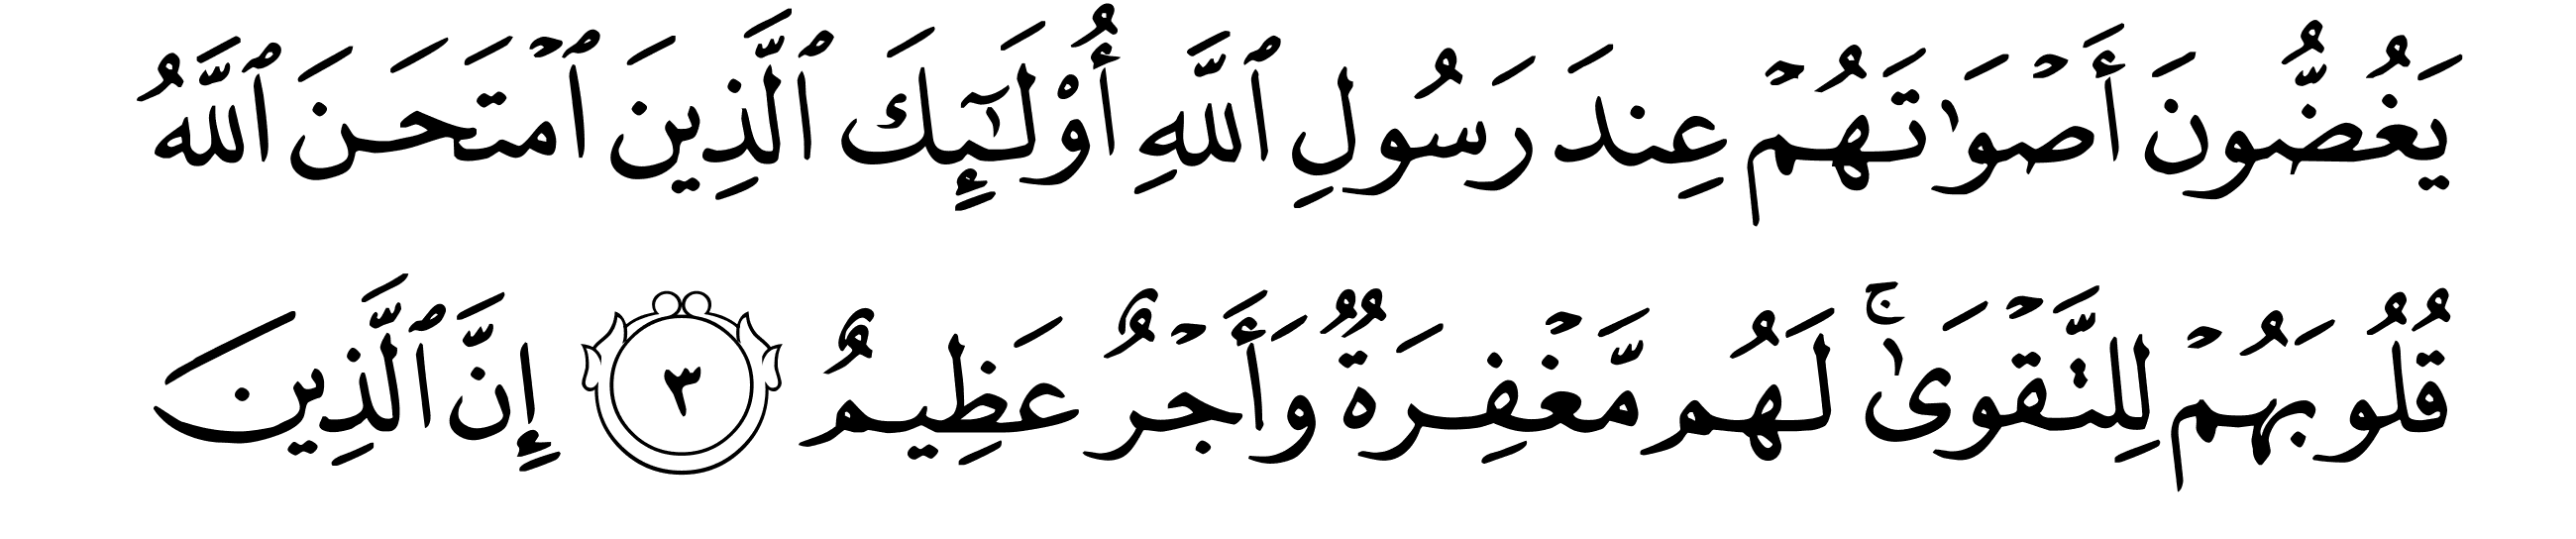 يَغُضُّونَ أَصۡوَٰتَهُمۡ عِندَ رَسُولِ ٱللَّهِ أُوْلَـٰٓئِكَ ٱلَّذِينَ ٱمۡتَحَنَ ٱللَّهُ
قُلُوبَهُمۡ لِلتَّقۡوَىٰۚ لَهُم مَّغۡفِرَةٌ وَأَجۡرٌ عَظِيمٌ ٣ إِنَّ ٱلَّذِينَ